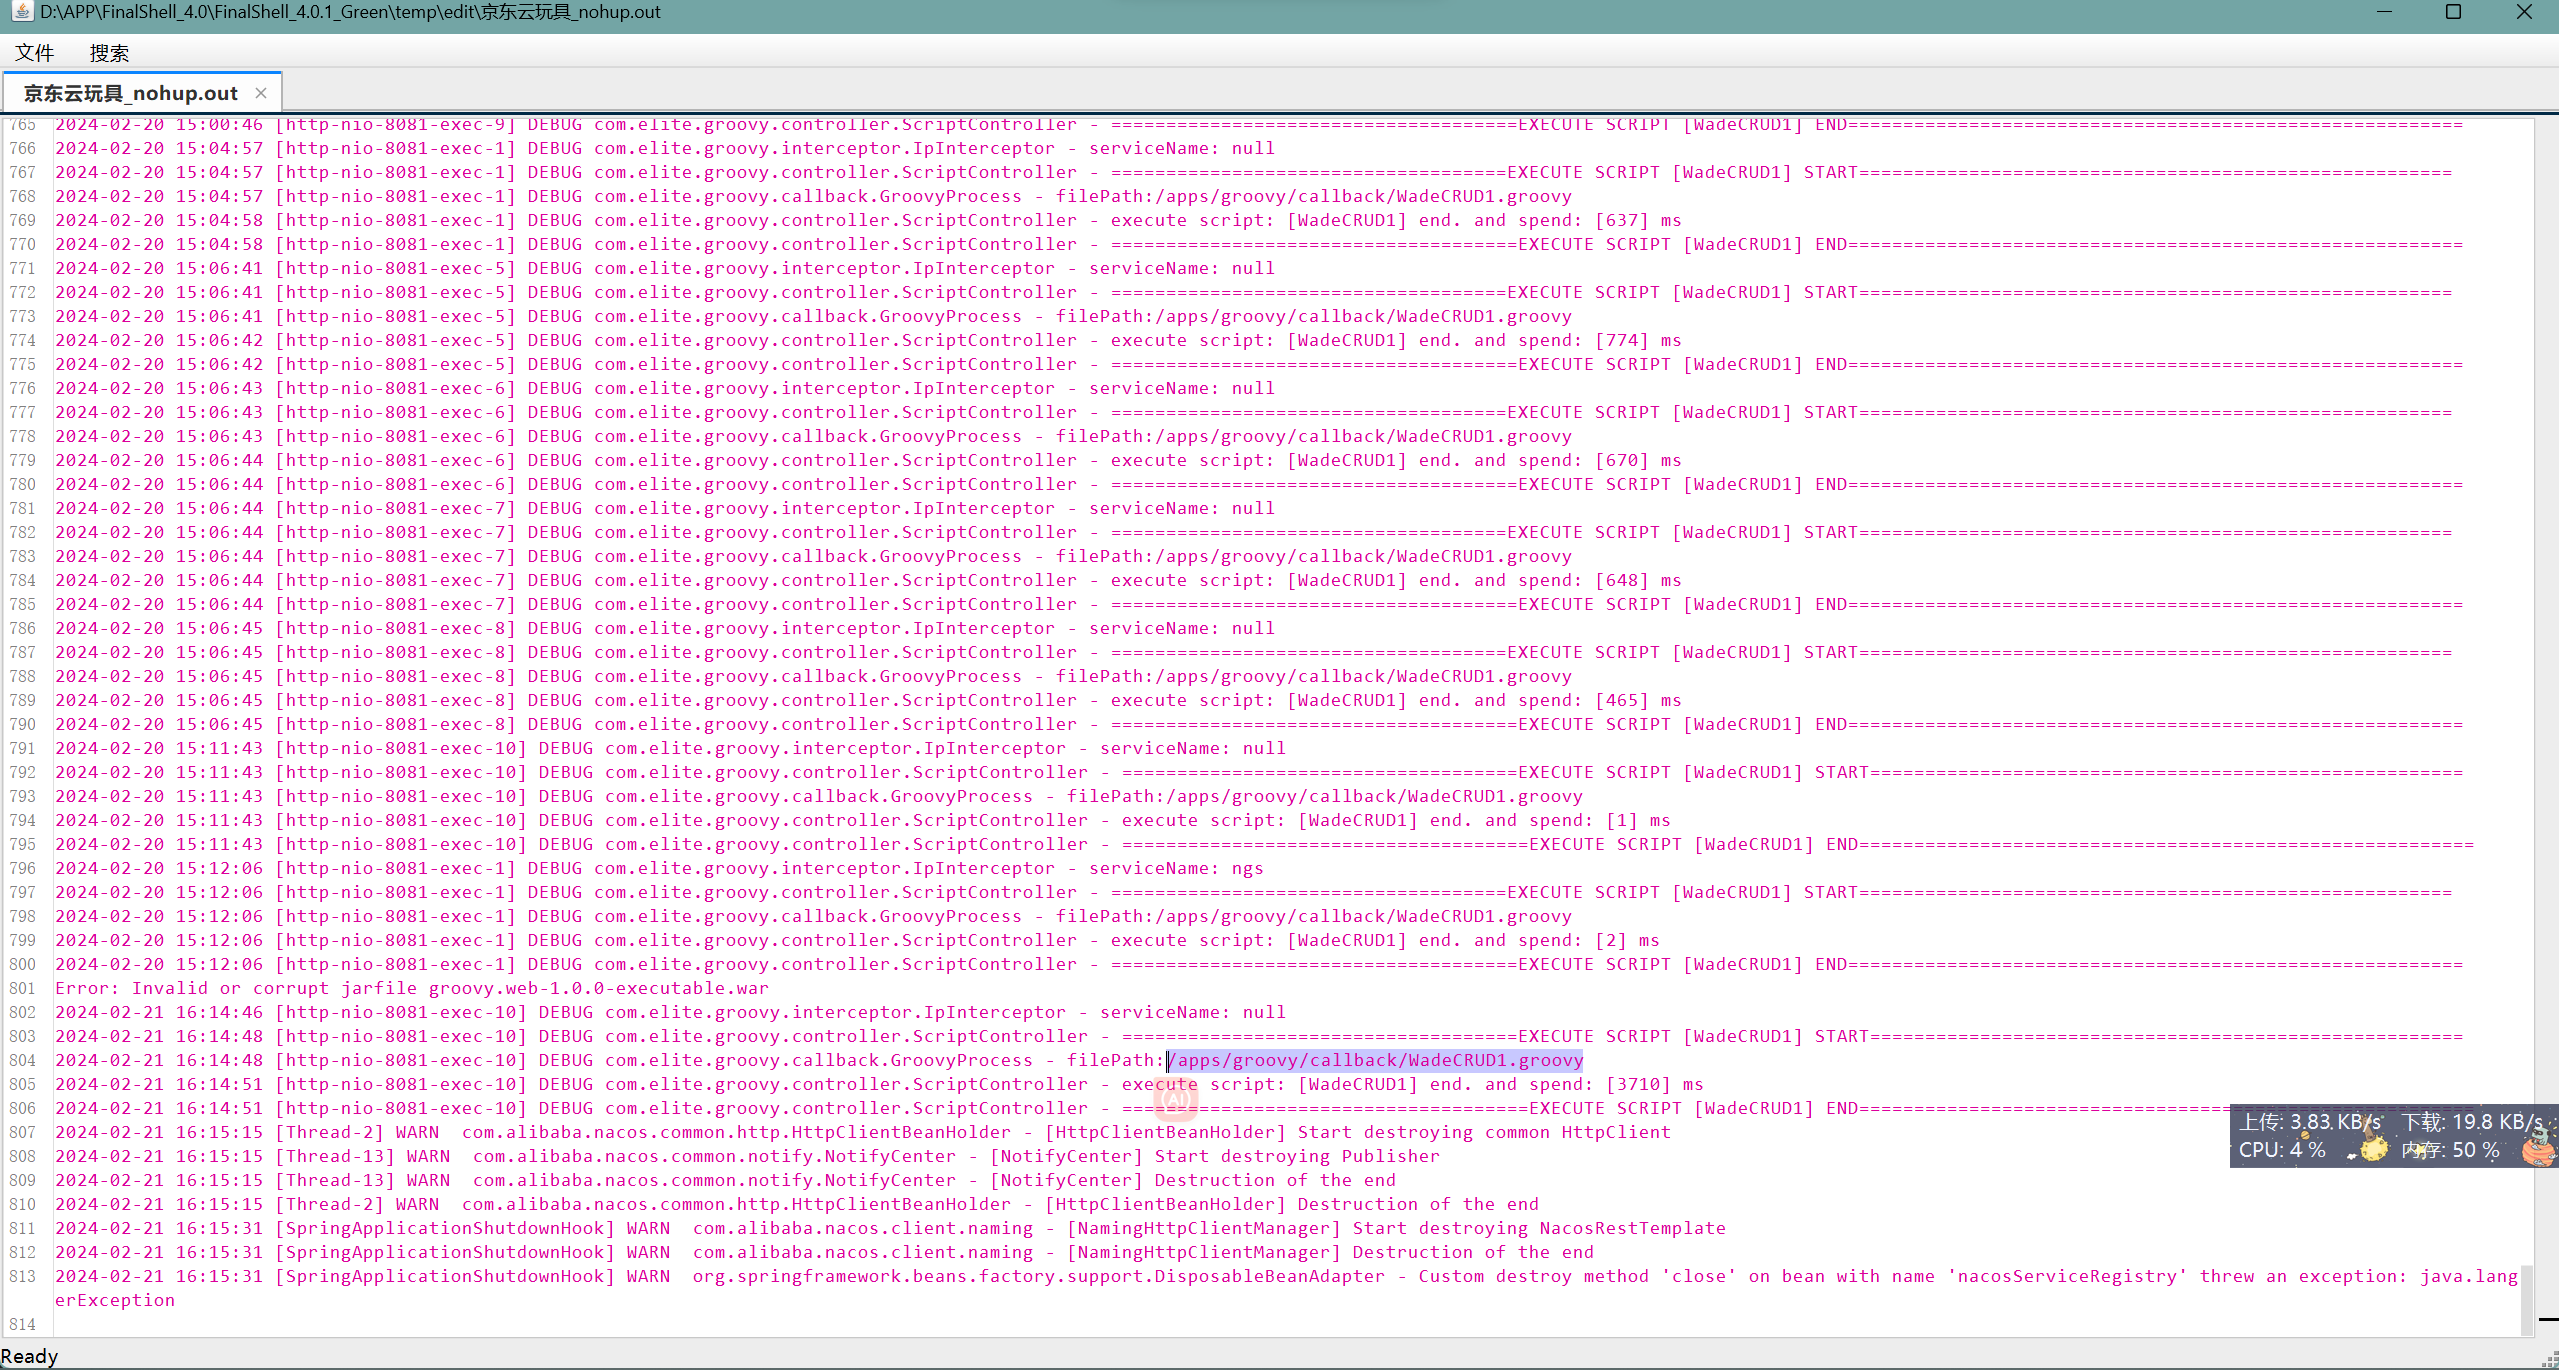 D:\APP\FinalShell_4.0\FinalShell_4.0.1_Green\temp\edit\京东云玩具_nohup.out
文件 搜索
京东云玩具_nohup.out
765 2024-02-20 15:00:46 [http-nio-8081-exec-9] DEBUG com.elite.groovy.controller.ScriptController - =====================================EXECUTE SCRIPT [WadeCRUD1] END========================================================
766 2024-02-20 15:04:57 [http-nio-8081-exec-1] DEBUG com.elite.groovy.interceptor.IpInterceptor - serviceName: null
767 2024-02-20 15:04:57 [http-nio-8081-exec-1] DEBUG com.elite.groovy.controller.ScriptController - ====================================EXECUTE SCRIPT [WadeCRUD1] START======================================================
768 2024-02-20 15:04:57 [http-nio-8081-exec-1] DEBUG com.elite.groovy.callback.GroovyProcess - filePath:/apps/groovy/callback/WadeCRUD1.groovy
769 2024-02-20 15:04:58 [http-nio-8081-exec-1] DEBUG com.elite.groovy.controller.ScriptController - execute script: [WadeCRUD1] end. and spend: [637] ms
770 2024-02-20 15:04:58 [http-nio-8081-exec-1] DEBUG com.elite.groovy.controller.ScriptController - =====================================EXECUTE SCRIPT [WadeCRUD1] END========================================================
771 2024-02-20 15:06:41 [http-nio-8081-exec-5] DEBUG com.elite.groovy.interceptor.IpInterceptor - serviceName: null
772 2024-02-20 15:06:41 [http-nio-8081-exec-5] DEBUG com.elite.groovy.controller.ScriptController - ====================================EXECUTE SCRIPT [WadeCRUD1] START======================================================
773 2024-02-20 15:06:41 [http-nio-8081-exec-5] DEBUG com.elite.groovy.callback.GroovyProcess - filePath:/apps/groovy/callback/WadeCRUD1.groovy
774 2024-02-20 15:06:42 [http-nio-8081-exec-5] DEBUG com.elite.groovy.controller.ScriptController - execute script: [WadeCRUD1] end. and spend: [774] ms
775 2024-02-20 15:06:42 [http-nio-8081-exec-5] DEBUG com.elite.groovy.controller.ScriptController - =====================================EXECUTE SCRIPT [WadeCRUD1] END========================================================
776 2024-02-20 15:06:43 [http-nio-8081-exec-6] DEBUG com.elite.groovy.interceptor.IpInterceptor - serviceName: null
777 2024-02-20 15:06:43 [http-nio-8081-exec-6] DEBUG com.elite.groovy.controller.ScriptController - ====================================EXECUTE SCRIPT [WadeCRUD1] START======================================================
778 2024-02-20 15:06:43 [http-nio-8081-exec-6] DEBUG com.elite.groovy.callback.GroovyProcess - filePath:/apps/groovy/callback/WadeCRUD1.groovy
779 2024-02-20 15:06:44 [http-nio-8081-exec-6] DEBUG com.elite.groovy.controller.ScriptController - execute script: [WadeCRUD1] end. and spend: [670] ms
780 2024-02-20 15:06:44 [http-nio-8081-exec-6] DEBUG com.elite.groovy.controller.ScriptController - =====================================EXECUTE SCRIPT [WadeCRUD1] END========================================================
781 2024-02-20 15:06:44 [http-nio-8081-exec-7] DEBUG com.elite.groovy.interceptor.IpInterceptor - serviceName: null
782 2024-02-20 15:06:44 [http-nio-8081-exec-7] DEBUG com.elite.groovy.controller.ScriptController - ====================================EXECUTE SCRIPT [WadeCRUD1] START======================================================
783 2024-02-20 15:06:44 [http-nio-8081-exec-7] DEBUG com.elite.groovy.callback.GroovyProcess - filePath:/apps/groovy/callback/WadeCRUD1.groovy
784 2024-02-20 15:06:44 [http-nio-8081-exec-7] DEBUG com.elite.groovy.controller.ScriptController - execute script: [WadeCRUD1] end. and spend: [648] ms
785 2024-02-20 15:06:44 [http-nio-8081-exec-7] DEBUG com.elite.groovy.controller.ScriptController - =====================================EXECUTE SCRIPT [WadeCRUD1] END========================================================
786 2024-02-20 15:06:45 [http-nio-8081-exec-8] DEBUG com.elite.groovy.interceptor.IpInterceptor - serviceName: null
787 2024-02-20 15:06:45 [http-nio-8081-exec-8] DEBUG com.elite.groovy.controller.ScriptController - ====================================EXECUTE SCRIPT [WadeCRUD1] START======================================================
788 2024-02-20 15:06:45 [http-nio-8081-exec-8] DEBUG com.elite.groovy.callback.GroovyProcess - filePath:/apps/groovy/callback/WadeCRUD1.groovy
789 2024-02-20 15:06:45 [http-nio-8081-exec-8] DEBUG com.elite.groovy.controller.ScriptController - execute script: [WadeCRUD1] end. and spend: [465] ms
790 2024-02-20 15:06:45 [http-nio-8081-exec-8] DEBUG com.elite.groovy.controller.ScriptController - =====================================EXECUTE SCRIPT [WadeCRUD1] END========================================================
791 2024-02-20 15:11:43 [http-nio-8081-exec-10] DEBUG com.elite.groovy.interceptor.IpInterceptor - serviceName: null
792 2024-02-20 15:11:43 [http-nio-8081-exec-10] DEBUG com.elite.groovy.controller.ScriptController - ====================================EXECUTE SCRIPT [WadeCRUD1] START======================================================
793 2024-02-20 15:11:43 [http-nio-8081-exec-10] DEBUG com.elite.groovy.callback.GroovyProcess - filePath:/apps/groovy/callback/WadeCRUD1.groovy
794 2024-02-20 15:11:43 [http-nio-8081-exec-10] DEBUG com.elite.groovy.controller.ScriptController - execute script: [WadeCRUD1] end. and spend: [1] ms
795 2024-02-20 15:11:43 [http-nio-8081-exec-10] DEBUG com.elite.groovy.controller.ScriptController - =====================================EXECUTE SCRIPT [WadeCRUD1] END========================================================
796 2024-02-20 15:12:06 [http-nio-8081-exec-1] DEBUG com.elite.groovy.interceptor.IpInterceptor - serviceName: ngs
797 2024-02-20 15:12:06 [http-nio-8081-exec-1] DEBUG com.elite.groovy.controller.ScriptController - ====================================EXECUTE SCRIPT [WadeCRUD1] START======================================================
798 2024-02-20 15:12:06 [http-nio-8081-exec-1] DEBUG com.elite.groovy.callback.GroovyProcess - filePath:/apps/groovy/callback/WadeCRUD1.groovy
799 2024-02-20 15:12:06 [http-nio-8081-exec-1] DEBUG com.elite.groovy.controller.ScriptController - execute script: [WadeCRUD1] end. and spend: [2] ms
800 2024-02-20 15:12:06 [http-nio-8081-exec-1] DEBUG com.elite.groovy.controller.ScriptController - =====================================EXECUTE SCRIPT [WadeCRUD1] END========================================================
801 Error: Invalid or corrupt jarfile groovy.web-1.0.0-executable.war
802 2024-02-21 16:14:46 [http-nio-8081-exec-10] DEBUG com.elite.groovy.interceptor.IpInterceptor - serviceName: null
803 2024-02-21 16:14:48 [http-nio-8081-exec-10] DEBUG com.elite.groovy.controller.ScriptController - ====================================EXECUTE SCRIPT [WadeCRUD1] START======================================================
804 2024-02-21 16:14:48 [http-nio-8081-exec-10] DEBUG com.elite.groovy.callback.GroovyProcess - filePath:/apps/groovy/callback/WadeCRUD1.groovy
805 2024-02-21 16:14:51 [http-nio-8081-exec-10] DEBUG com.elite.groovy.controller.ScriptController - execute script: [WadeCRUD1] end. and spend: [3710] ms
AI
806 2024-02-21 16:14:51 [http-nio-8081-exec-10] DEBUG com.elite.groovy.controller.ScriptController - =====================================EXECUTE SCRIPT [WadeCRUD1] END========================================================
上传: 3.83 KB/s 下载: 19.8 KB/s
CPU: 4 % 内存: 50 %
807 2024-02-21 16:15:15 [Thread-2] WARN  com.alibaba.nacos.common.http.HttpClientBeanHolder - [HttpClientBeanHolder] Start destroying common HttpClient
808 2024-02-21 16:15:15 [Thread-13] WARN  com.alibaba.nacos.common.notify.NotifyCenter - [NotifyCenter] Start destroying Publisher
809 2024-02-21 16:15:15 [Thread-13] WARN  com.alibaba.nacos.common.notify.NotifyCenter - [NotifyCenter] Destruction of the end
810 2024-02-21 16:15:15 [Thread-2] WARN  com.alibaba.nacos.common.http.HttpClientBeanHolder - [HttpClientBeanHolder] Destruction of the end
811 2024-02-21 16:15:31 [SpringApplicationShutdownHook] WARN  com.alibaba.nacos.client.naming - [NamingHttpClientManager] Start destroying NacosRestTemplate
812 2024-02-21 16:15:31 [SpringApplicationShutdownHook] WARN  com.alibaba.nacos.client.naming - [NamingHttpClientManager] Destruction of the end
813 2024-02-21 16:15:31 [SpringApplicationShutdownHook] WARN  org.springframework.beans.factory.support.DisposableBeanAdapter - Custom destroy method 'close' on bean with name 'nacosServiceRegistry' threw an exception: java.lang
erException
814
Ready